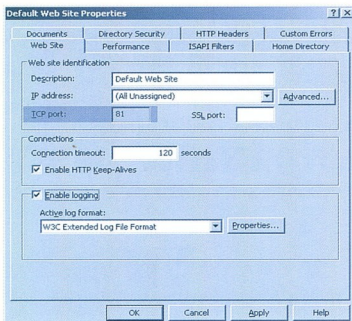 Default Web Site Properties
Documents Directory Security HTTP Headers Custom Errors
Web Site Performance ISAPI Filters Home Directory
Web site identification
Description: Default Web Site
IP address: (All Unassigned) Advanced...
TCP port: 81 SSL port:
Connections
Connection timeout: 120 seconds
Enable HTTP Keep-Alives
Enable logging
Active log format:
W3C Extended Log File Format Properties...
OK Cancel Apply Help